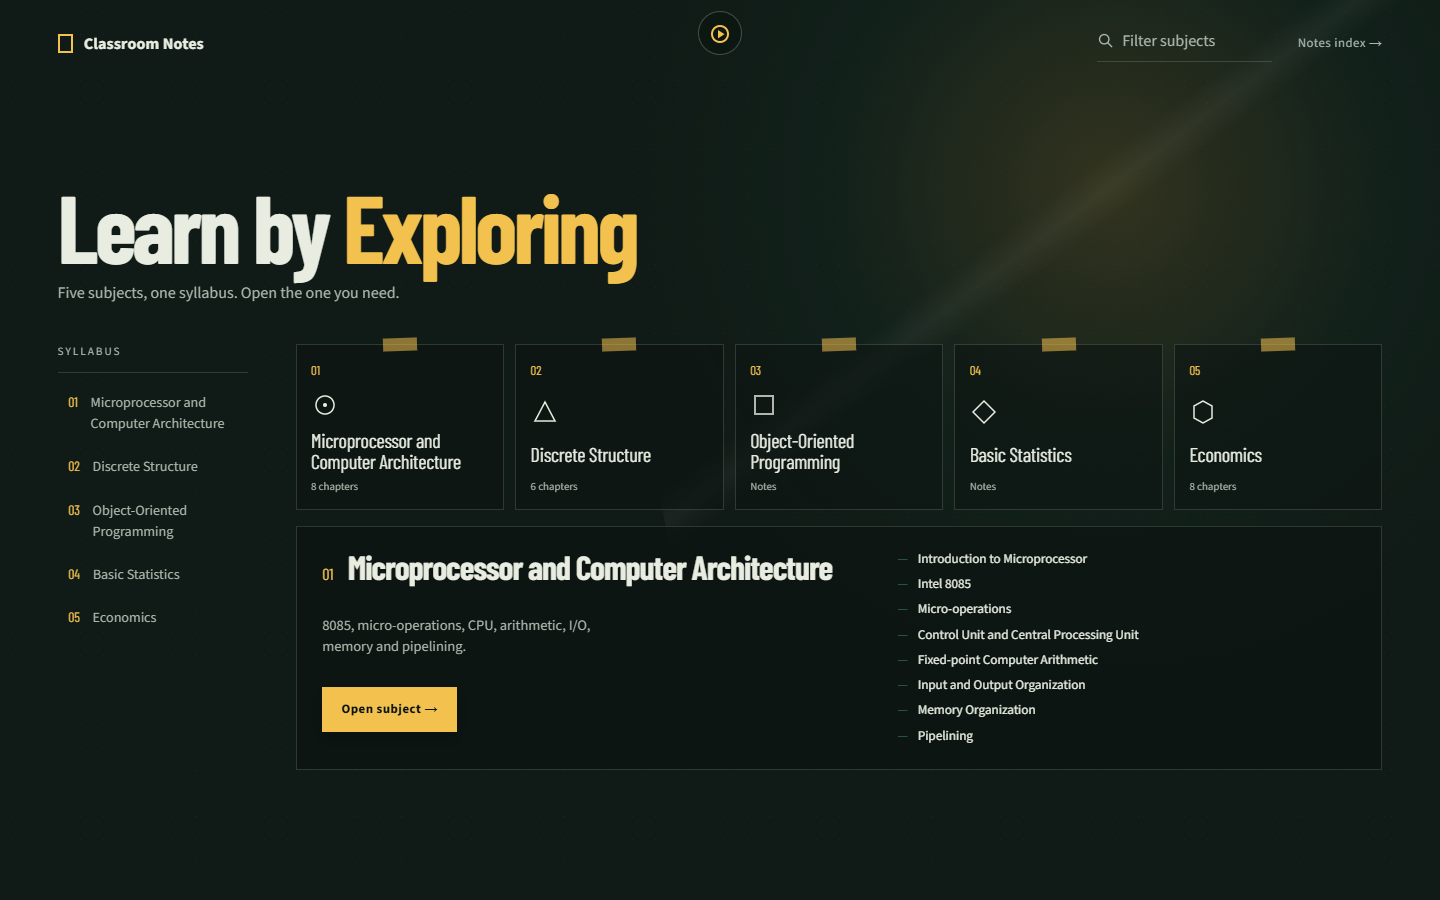 Classroom Notes
Filter subjects
Notes index →
Learn by Exploring
Five subjects, one syllabus. Open the one you need.
SYLLABUS
01 Microprocessor and
Computer Architecture
02 Discrete Structure
03 Object-Oriented
Programming
04 Basic Statistics
05 Economics
01
Microprocessor and
Computer Architecture
8 chapters
02
Discrete Structure
6 chapters
03
Object-Oriented
Programming
Notes
04
Basic Statistics
Notes
05
Economics
8 chapters
01 Microprocessor and Computer Architecture
8085, micro-operations, CPU, arithmetic, I/O,
memory and pipelining.
Open subject →
— Introduction to Microprocessor
— Intel 8085
— Micro-operations
— Control Unit and Central Processing Unit
— Fixed-point Computer Arithmetic
— Input and Output Organization
— Memory Organization
— Pipelining